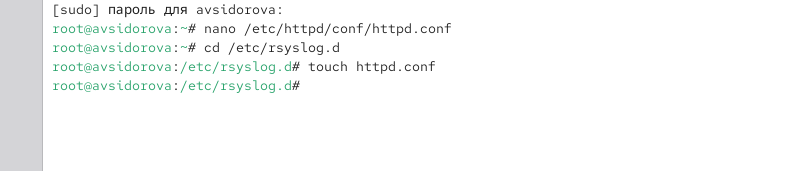 [sudo] пароль для avsidorova:
root@avsidorova:~# nano /etc/httpd/conf/httpd.conf
root@avsidorova:~# cd /etc/rsyslog.d
root@avsidorova:/etc/rsyslog.d# touch httpd.conf
root@avsidorova:/etc/rsyslog.d#